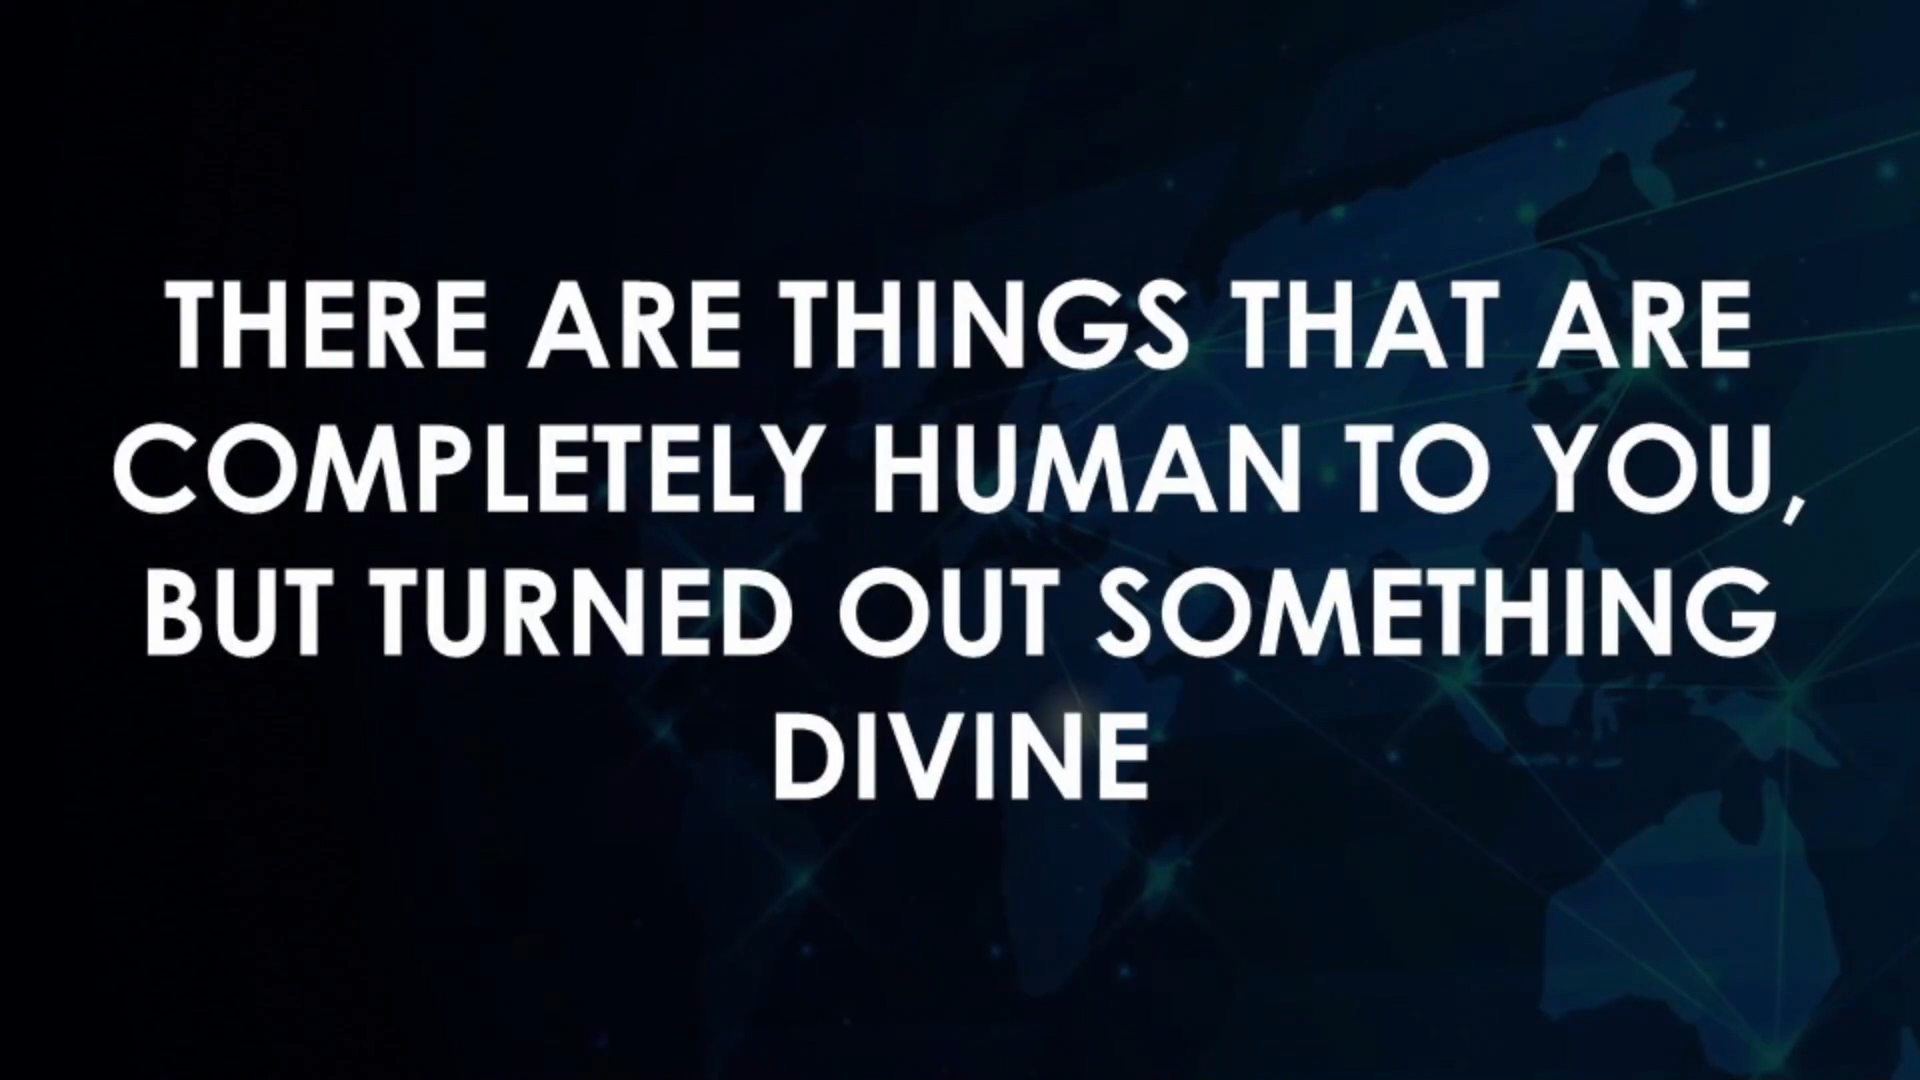 THERE ARE THINGS THAT ARE
COMPLETELY HUMAN TO YOU,
BUT TURNED OUT SOMETHING
DIVINE